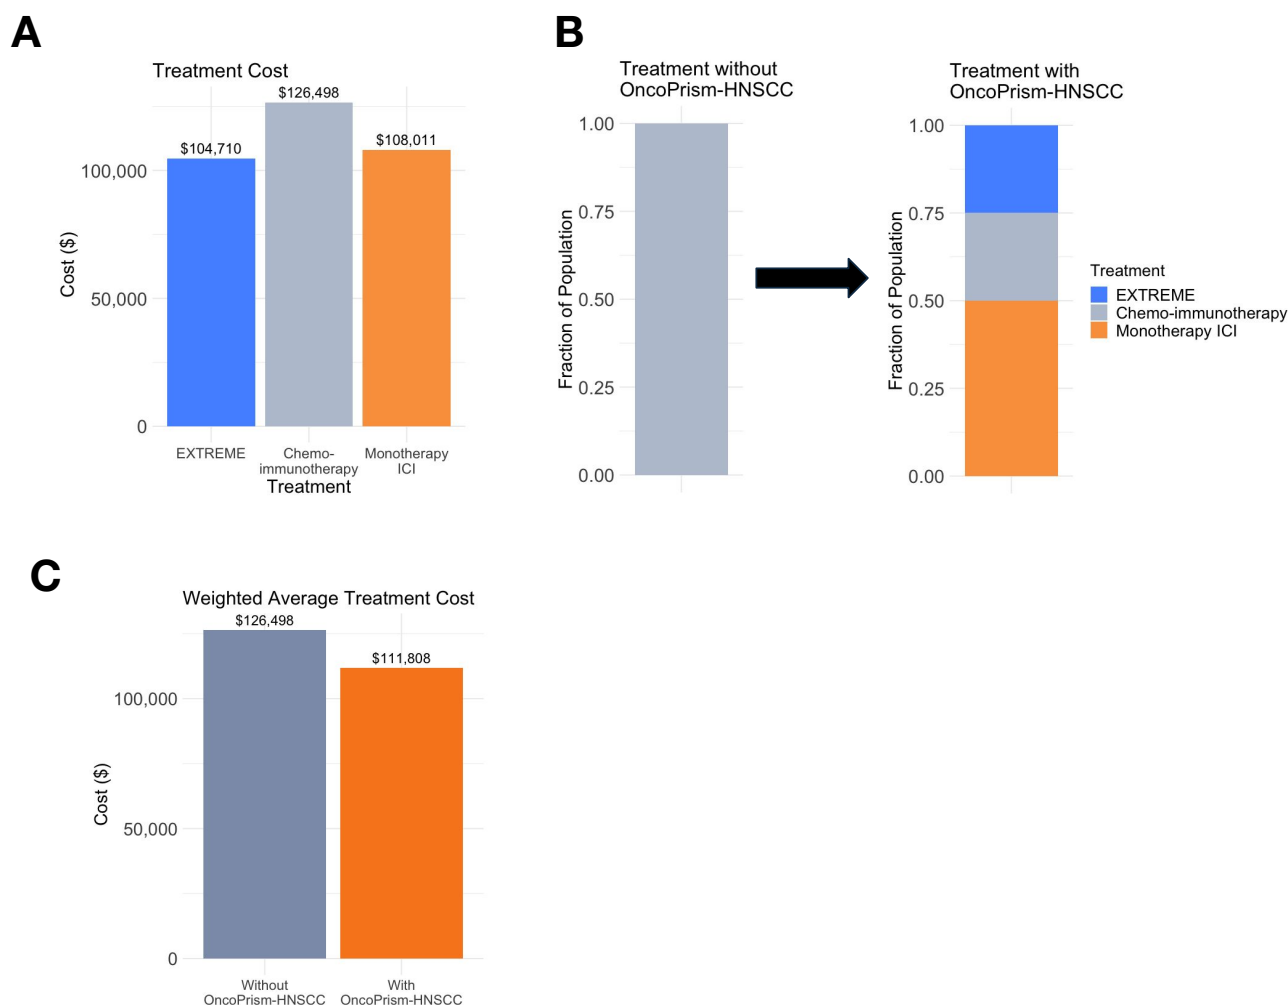 A
Treatment Cost
$126,498
$104,710
$108,011
100,000
50,000
0
Cost ($)
EXTREME
Chemo-
immunotherapy
Monotherapy
ICI
Treatment
B
Treatment without
OncoPrism-HNSCC
1.00
0.75
0.50
0.25
0.00
Fraction of Population
Treatment with
OncoPrism-HNSCC
1.00
0.75
0.50
0.25
0.00
Fraction of Population
Treatment
EXTREME
Chemo-immunotherapy
Monotherapy ICI
C
Weighted Average Treatment Cost
$126,498
$111,808
100,000
50,000
0
Cost ($)
Without
OncoPrism-HNSCC
With
OncoPrism-HNSCC